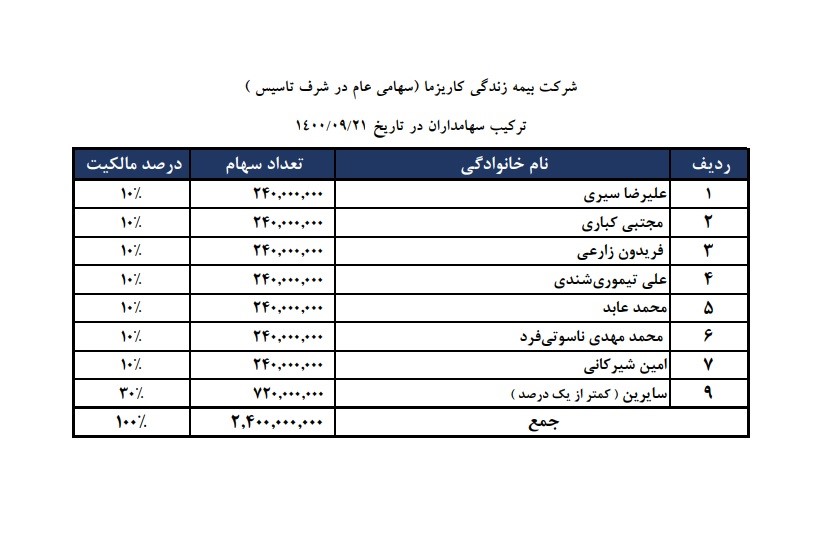 شرکت بیمه زندگی کاریزما (سهامی عام در شرف تاسیس )
ترکیب سهامداران در تاریخ ۱۴۰۰/۰۹/۲۱
ردیف نام خانوادگی تعداد سهام درصد مالکیت
۱ علیرضا سیری ۲۴۰,۰۰۰,۰۰۰ ۱۰٪
۲ مجتبی کباری ۲۴۰,۰۰۰,۰۰۰ ۱۰٪
۳ فریدون زارعی ۲۴۰,۰۰۰,۰۰۰ ۱۰٪
۴ علی تیموری‌شندی ۲۴۰,۰۰۰,۰۰۰ ۱۰٪
۵ محمد عابد ۲۴۰,۰۰۰,۰۰۰ ۱۰٪
۶ محمد مهدی ناسوتی‌فرد ۲۴۰,۰۰۰,۰۰۰ ۱۰٪
۷ امین شیرکانی ۲۴۰,۰۰۰,۰۰۰ ۱۰٪
۹ سایرین ( کمتر از یک درصد ) ۷۲۰,۰۰۰,۰۰۰ ۳۰٪
جمع ۲,۴۰۰,۰۰۰,۰۰۰ ۱۰۰٪